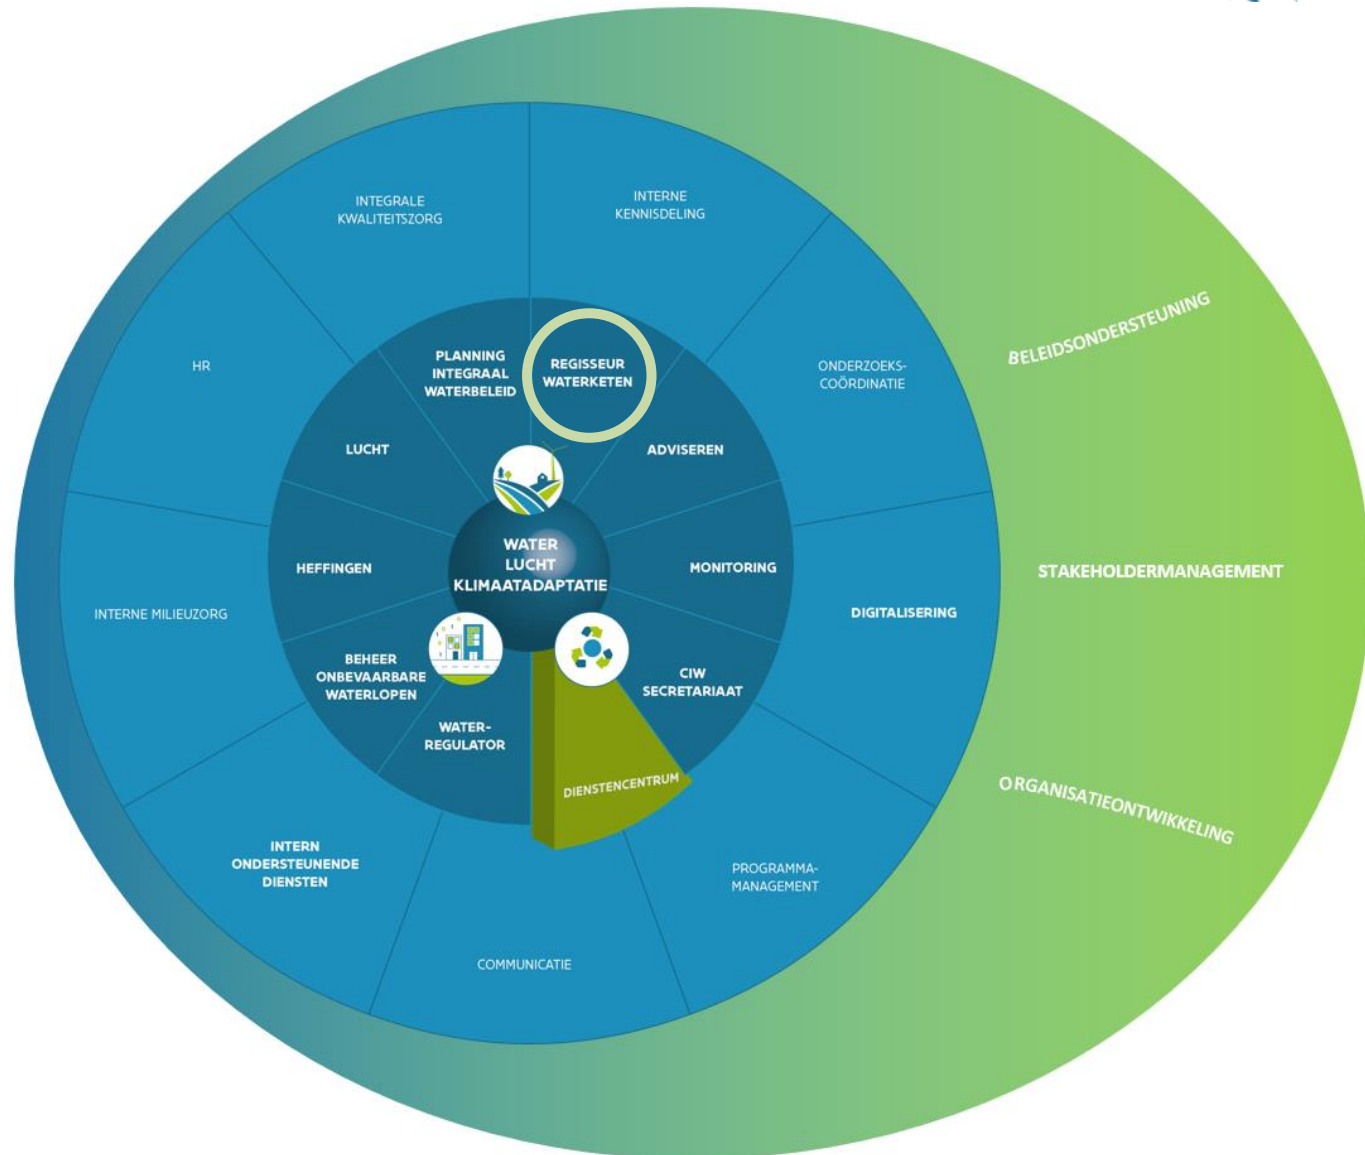 INTEGRALE
KWALITEITSZORG
INTERNE
KENNISDELING
HR
ONDERZOEKS-
COÖRDINATIE
BELEIDSONDERSTEUNING
PLANNING
INTEGRAAL
WATERBELEID
REGISSEUR
WATERKETEN
LUCHT
ADVISEREN
HEFFINGEN
WATER
LUCHT
KLIMAATADAPTATIE
MONITORING
STAKEHOLDERMANAGEMENT
INTERNE MILIEUZORG
DIGITALISERING
BEHEER
ONBEVAARBARE
WATERLOPEN
CIW
SECRETARIAAT
WATER-
REGULATOR
DIENSTENCENTRUM
ORGANISATIEONTWIKKELING
INTERN
ONDERSTEUNENDE
DIENSTEN
PROGRAMMA-
MANAGEMENT
COMMUNICATIE